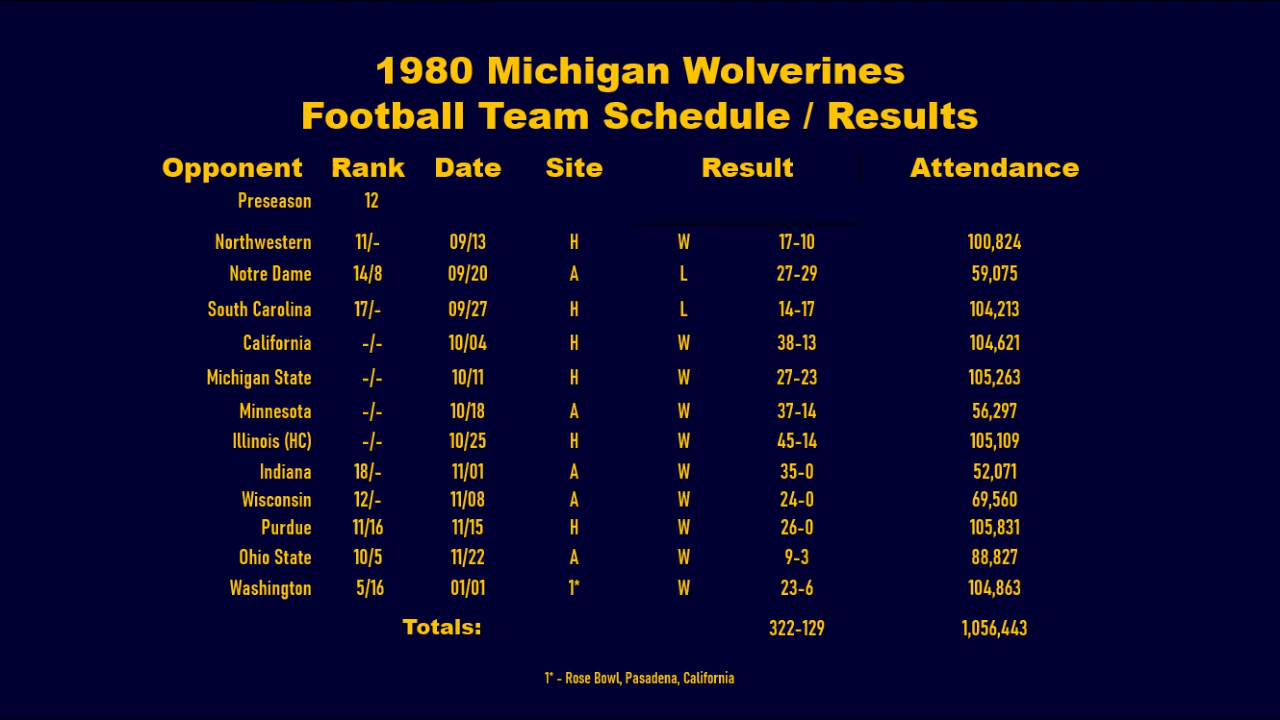 1980 Michigan Wolverines
Football Team Schedule / Results
Opponent Rank Date Site Result Attendance
Preseason 12
Northwestern 11/- 09/13 H W 17-10 100,824
Notre Dame 14/8 09/20 A L 27-29 59,075
South Carolina 17/- 09/27 H L 14-17 104,213
California -/- 10/04 H W 38-13 104,621
Michigan State -/- 10/11 H W 27-23 105,263
Minnesota -/- 10/18 A W 37-14 56,297
Illinois (HC) -/- 10/25 H W 45-14 105,109
Indiana 18/- 11/01 A W 35-0 52,071
Wisconsin 12/- 11/08 A W 24-0 69,560
Purdue 11/16 11/15 H W 26-0 105,831
Ohio State 10/5 11/22 A W 9-3 88,827
Washington 5/16 01/01 1* W 23-6 104,863
Totals: 322-129 1,056,443
1* - Rose Bowl, Pasadena, California